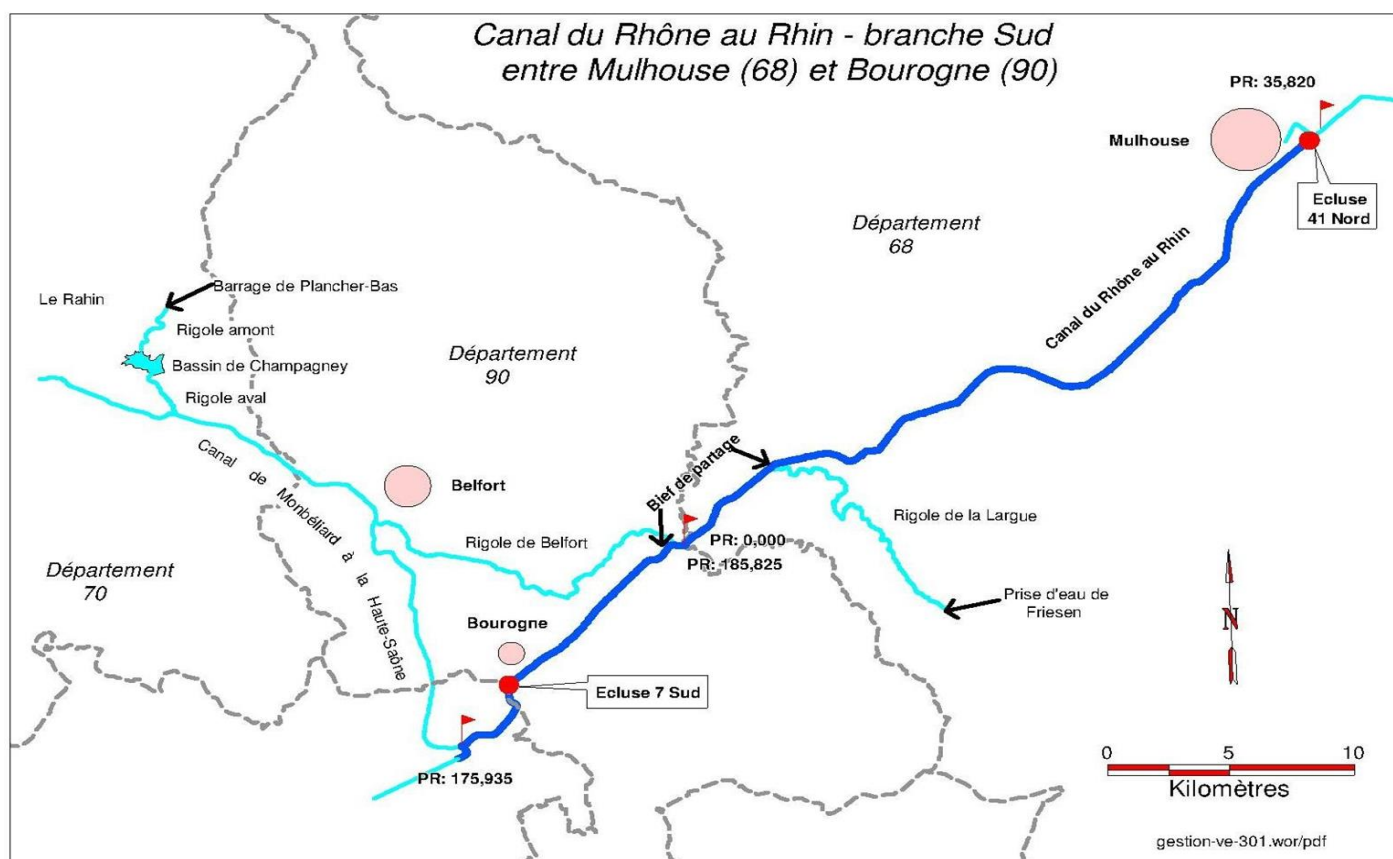 Canal du Rhône au Rhin - branche Sud
entre Mulhouse (68) et Bourogne (90)
PR: 35,820
Mulhouse
Ecluse
41 Nord
Département
68
Canal du Rhône au Rhin
Le Rahin
Barrage de Plancher-Bas
Rigole amont
Bassin de Champagney
Rigole aval
Département
90
Canal de Monbéliard à la Haute-Saône
Belfort
Bief de partage
Rigole de Belfort
Rigole de la Largue
PR: 0,000
PR: 185,825
Département
70
Bourogne
Prise d'eau de
Friesen
N
Ecluse 7 Sud
PR: 175,935
0 5 10
Kilomètres
gestion-ve-301.wor/pdf